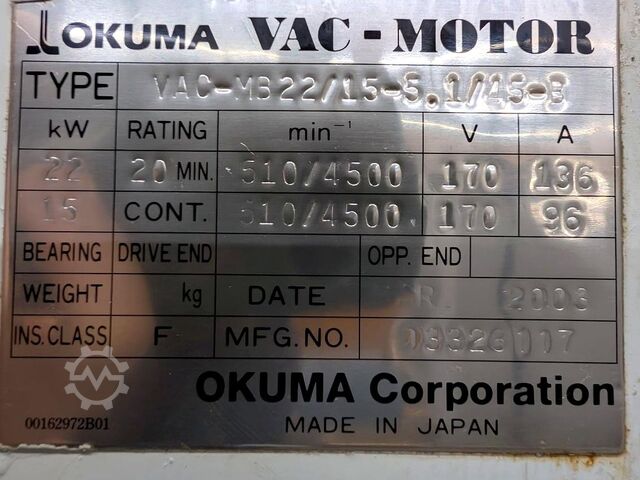 OKUMA VAC-MOTOR
TYPE VAC-MB22/15-5.1/45-B
kW RATING min⁻¹ V A
22 20 MIN. 510/4500 170 136
15 CONT. 510/4500 170 96
BEARING DRIVE END OPP. END
WEIGHT kg DATE R. 2003
INS.CLASS F MFG.NO. 03326117
OKUMA Corporation
00162972B01 MADE IN JAPAN